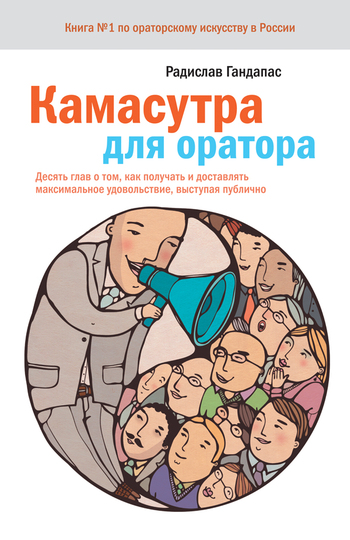 Книга №1 по ораторскому искусству в России
Радислав Гандапас
Камасутра
для оратора
Десять глав о том, как получать и доставлять
максимальное удовольствие, выступая публично